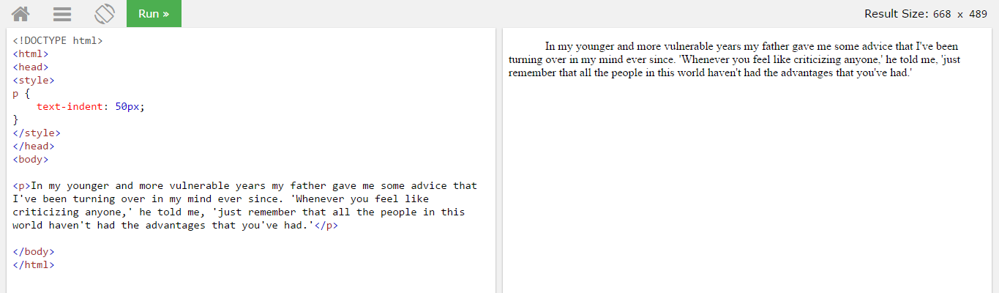 Run »
Result Size: 668 x 489
<!DOCTYPE html>
<html>
<head>
<style>
p {
    text-indent: 50px;
}
</style>
</head>
<body>
<p>In my younger and more vulnerable years my father gave me some advice that
I've been turning over in my mind ever since. 'Whenever you feel like
criticizing anyone,' he told me, 'just remember that all the people in this
world haven't had the advantages that you've had.'</p>
</body>
</html>
In my younger and more vulnerable years my father gave me some advice that I've been
turning over in my mind ever since. 'Whenever you feel like criticizing anyone,' he told me, 'just
remember that all the people in this world haven't had the advantages that you've had.'